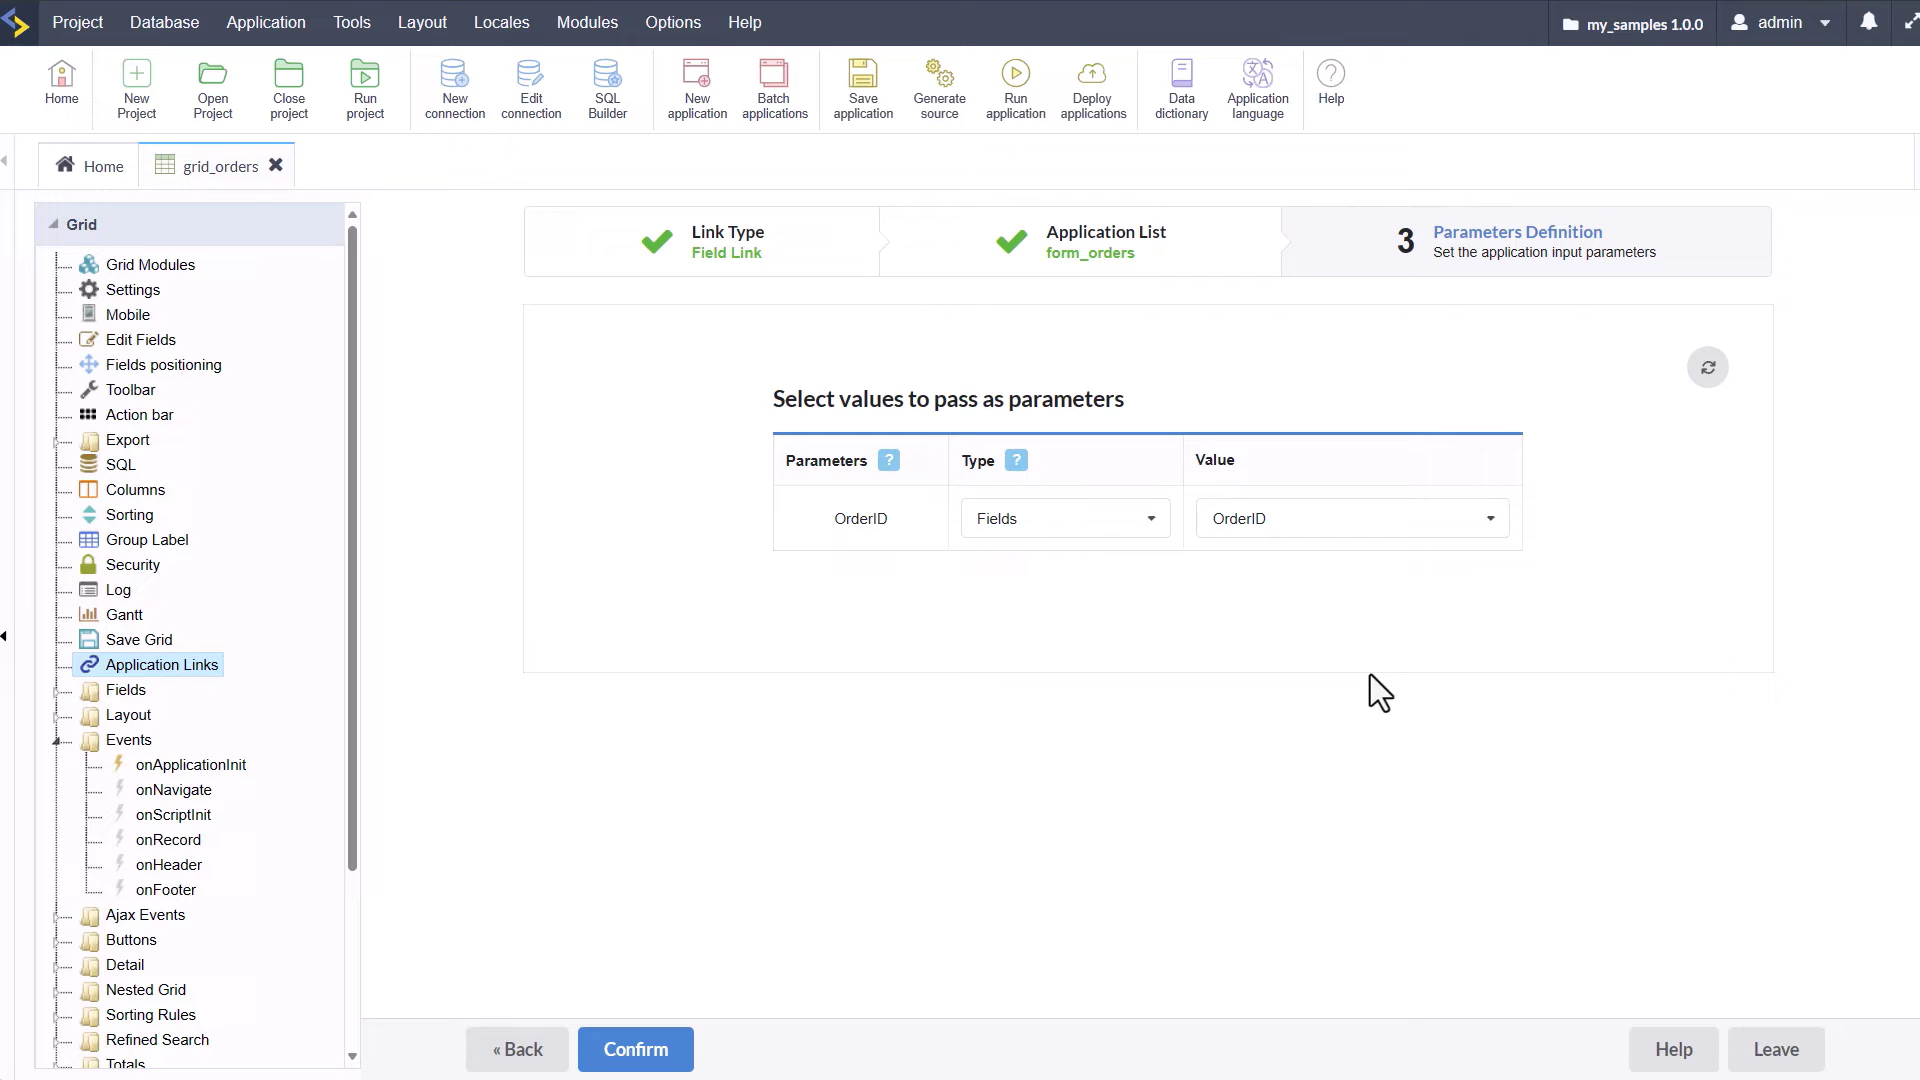 Project Database Application Tools Layout Locales Modules Options Help my_samples 1.0.0 admin
Home
New Project
Open Project
Close project
Run project
New connection
Edit connection
SQL Builder
New application
Batch applications
Save application
Generate source
Run application
Deploy applications
Data dictionary
Application language
Help
Home grid_orders
Grid
Grid Modules
Settings
Mobile
Edit Fields
Fields positioning
Toolbar
Action bar
Export
SQL
Columns
Sorting
Group Label
Security
Log
Gantt
Save Grid
Application Links
Fields
Layout
Events
onApplicationInit
onNavigate
onScriptInit
onRecord
onHeader
onFooter
Ajax Events
Buttons
Detail
Nested Grid
Sorting Rules
Refined Search
Totals
Link Type
Field Link
Application List
form_orders
3 Parameters Definition
Set the application input parameters
Select values to pass as parameters
Parameters ? Type ? Value
OrderID Fields OrderID
« Back Confirm Help Leave